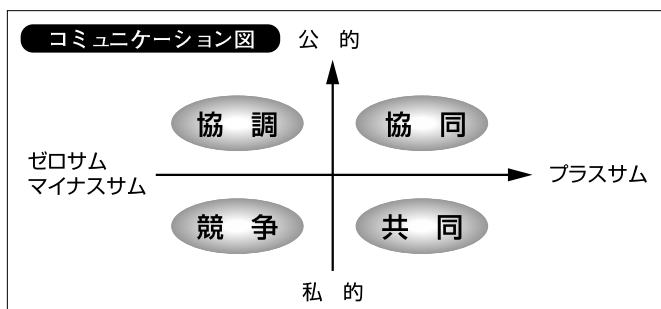 コミュニケーション図
公 的
協 調
協 同
ゼロサム
マイナスサム
プラスサム
競 争
共 同
私 的